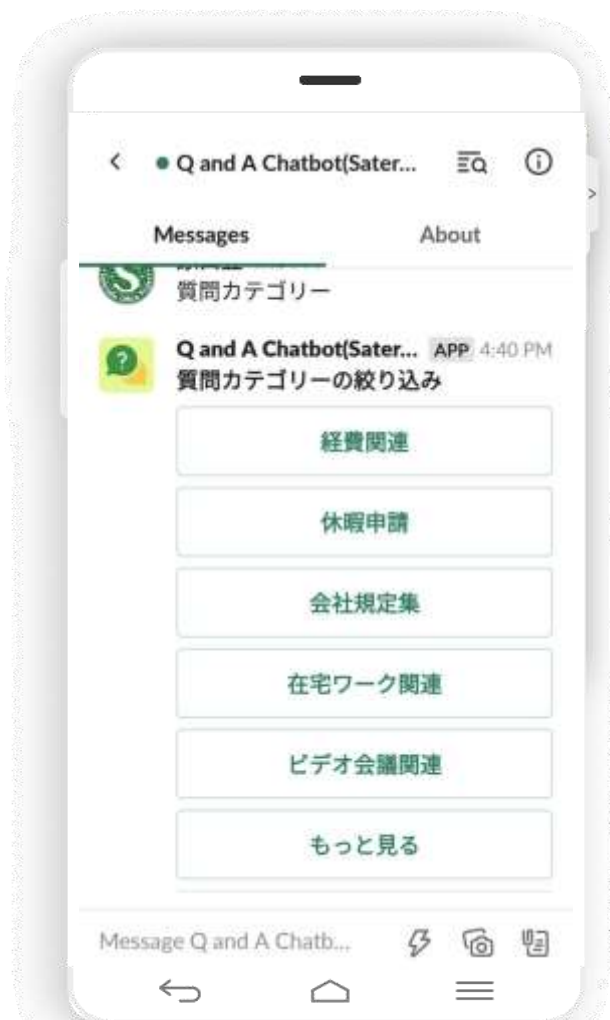 Q and A Chatbot(Sater...
Messages
About
質問カテゴリー
Q and A Chatbot(Sater... APP 4:40 PM
質問カテゴリーの絞り込み
経費関連
休暇申請
会社規定集
在宅ワーク関連
ビデオ会議関連
もっと見る
Message Q and A Chatb...